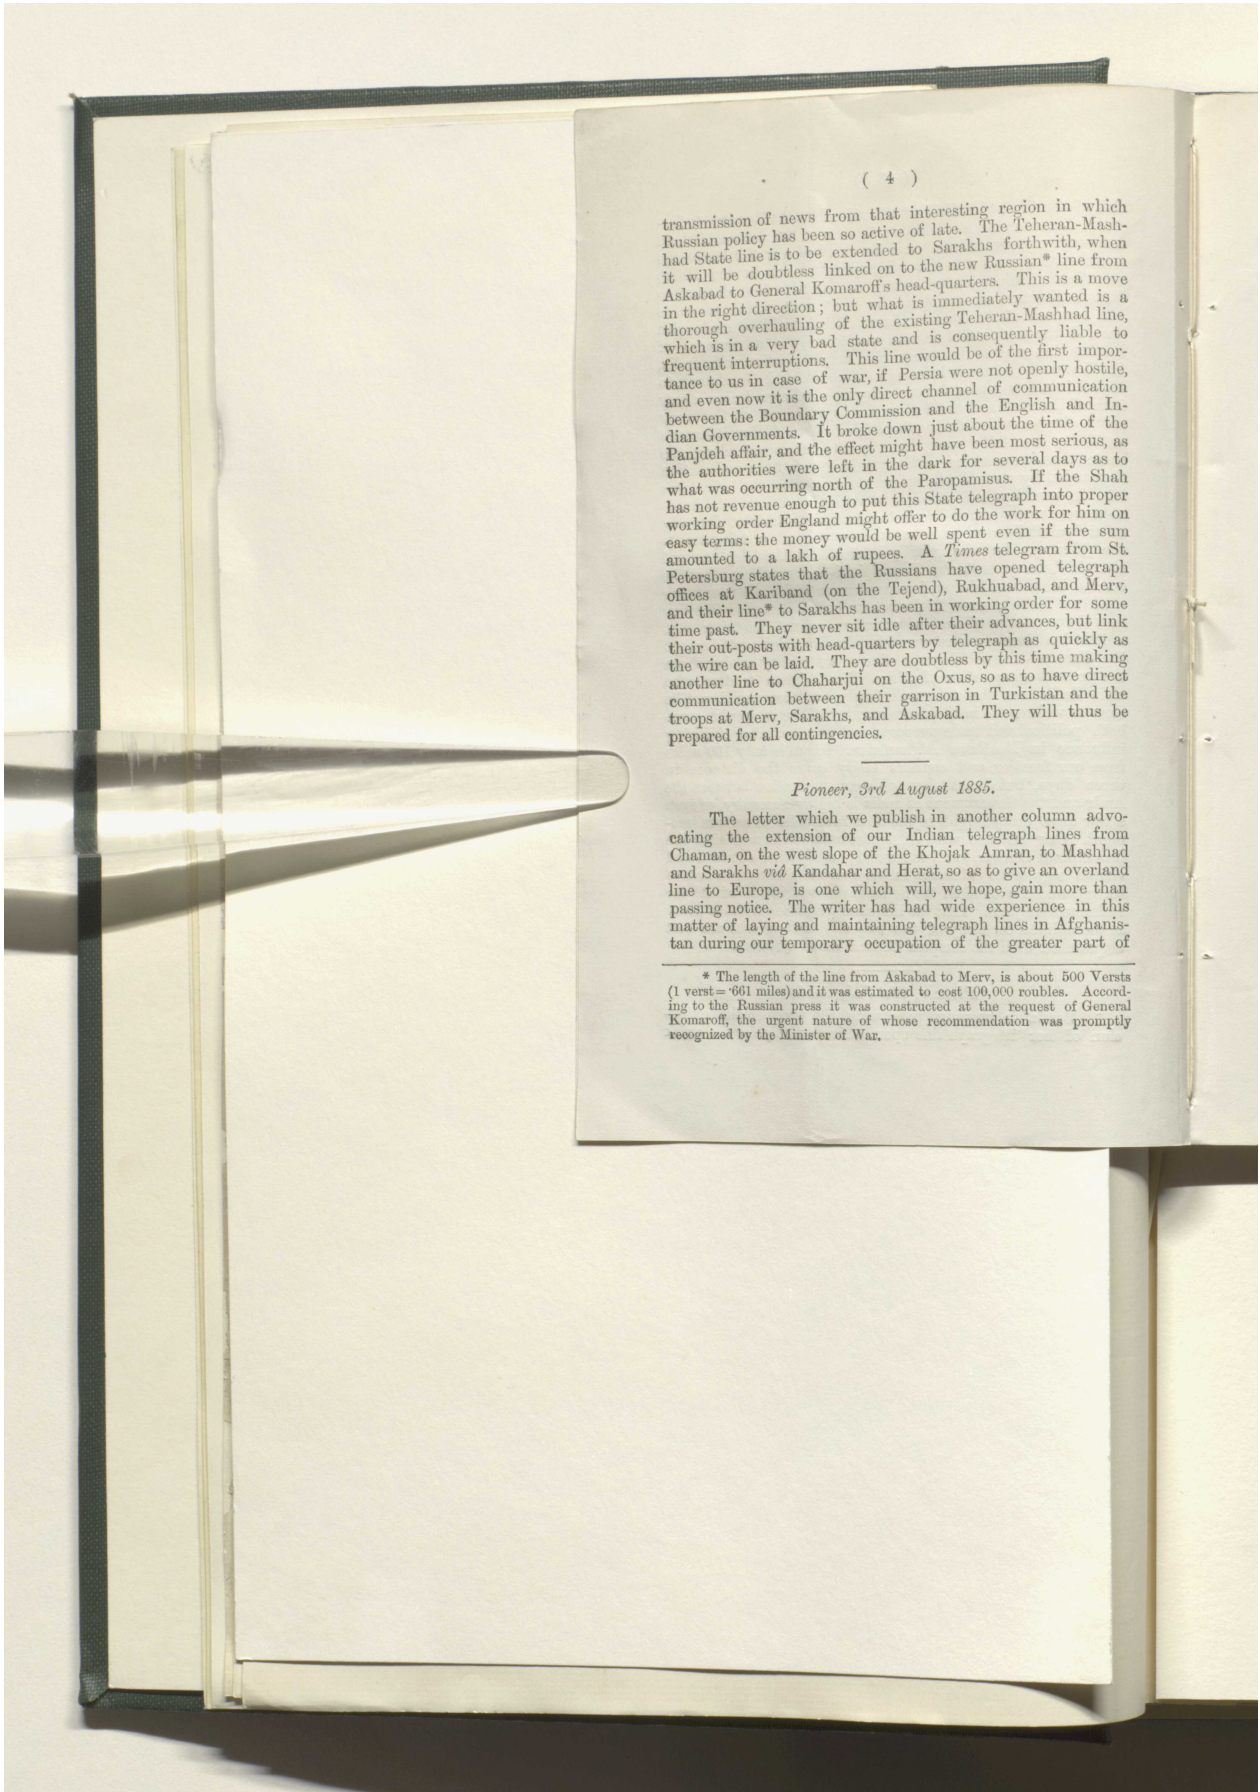 ( 4 )
transmission of news from that interesting region in which
Russian policy has been so active of late. The Teheran-Mash-
had State line is to be extended to Sarakhs forthwith, when
it will be doubtless linked on to the new Russian* line from
Askabad to General Komaroff's head-quarters. This is a move
in the right direction; but what is immediately wanted is a
thorough overhauling of the existing Teheran-Mashhad line,
which is in a very bad state and is consequently liable to
frequent interruptions. This line would be of the first impor-
tance to us in case of war, if Persia were not openly hostile,
and even now it is the only direct channel of communication
between the Boundary Commission and the English and In-
dian Governments. It broke down just about the time of the
Panjdeh affair, and the effect might have been most serious, as
the authorities were left in the dark for several days as to
what was occurring north of the Paropamisus. If the Shah
has not revenue enough to put this State telegraph into proper
working order England might offer to do the work for him on
easy terms: the money would be well spent even if the sum
amounted to a lakh of rupees. A Times telegram from St.
Petersburg states that the Russians have opened telegraph
offices at Kariband (on the Tejend), Rukhuabad, and Merv,
and their line* to Sarakhs has been in working order for some
time past. They never sit idle after their advances, but link
their out-posts with head-quarters by telegraph as quickly as
the wire can be laid. They are doubtless by this time making
another line to Chaharjui on the Oxus, so as to have direct
communication between their garrison in Turkistan and the
troops at Merv, Sarakhs, and Askabad. They will thus be
prepared for all contingencies.
Pioneer, 3rd August 1885.
The letter which we publish in another column advo-
cating the extension of our Indian telegraph lines from
Chaman, on the west slope of the Khojak Amran, to Mashhad
and Sarakhs viâ Kandahar and Herat, so as to give an overland
line to Europe, is one which will, we hope, gain more than
passing notice. The writer has had wide experience in this
matter of laying and maintaining telegraph lines in Afghanis-
tan during our temporary occupation of the greater part of
* The length of the line from Askabad to Merv, is about 500 Versts
(1 verst = ·661 miles) and it was estimated to cost 100,000 roubles. Accord-
ing to the Russian press it was constructed at the request of General
Komaroff, the urgent nature of whose recommendation was promptly
recognized by the Minister of War.